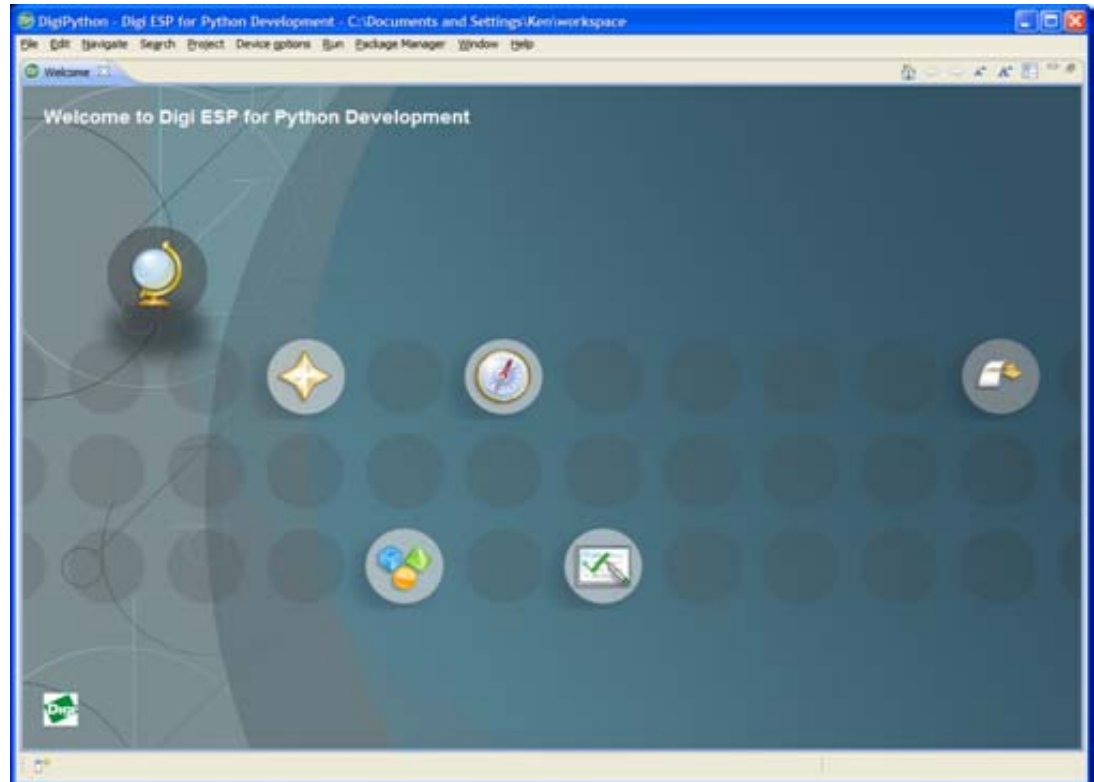 DigiPython - Digi ESP for Python Development - C:\Documents and Settings\Ken\workspace
File Edit Navigate Search Project Device options Run Package Manager Window Help
Welcome
Welcome to Digi ESP for Python Development
DIGI